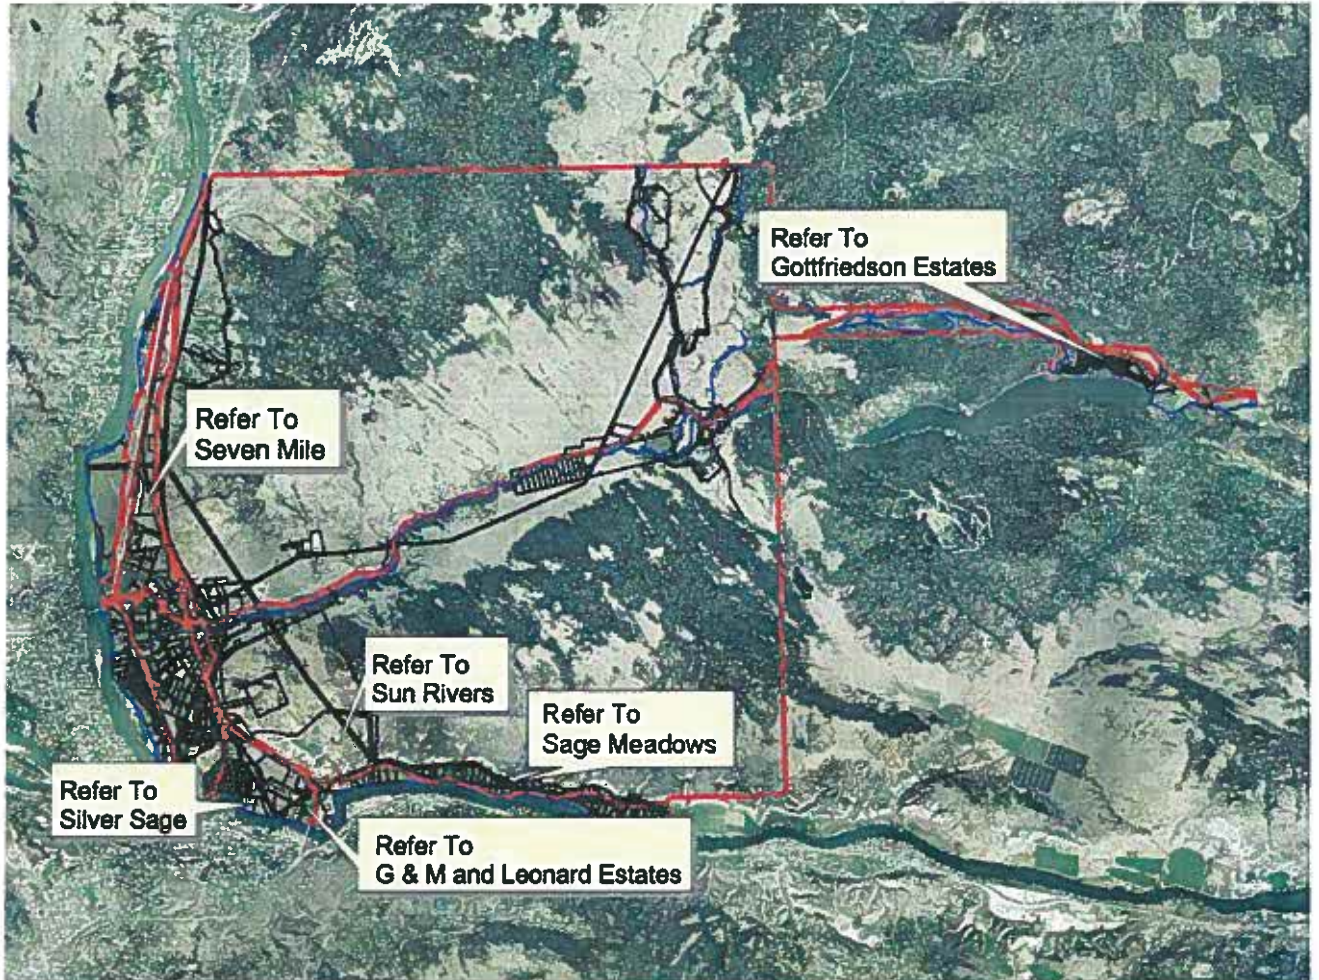 Refer To
Gottfriedson Estates
Refer To
Seven Mile
Refer To
Sun Rivers
Refer To
Sage Meadows
Refer To
Silver Sage
Refer To
G & M and Leonard Estates